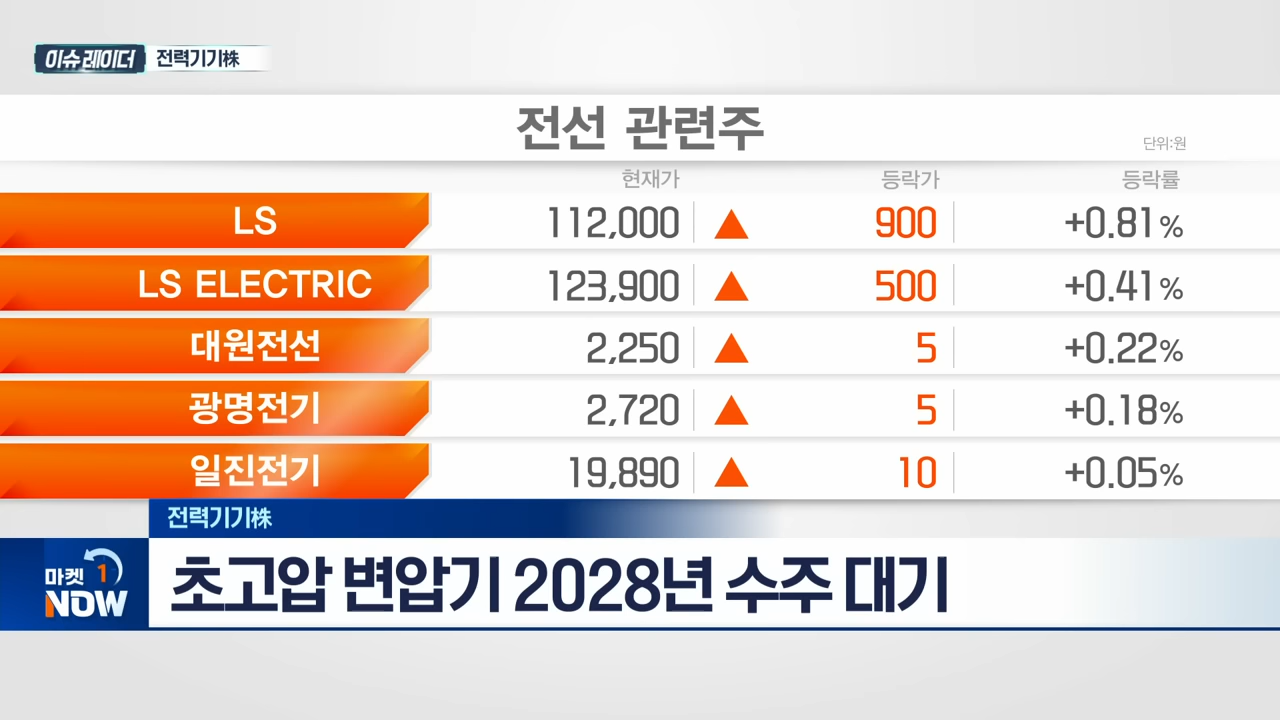 이슈레이더 전력기기株
전선 관련주
단위:원
현재가 등락가 등락률
LS 112,000 ▲ 900 +0.81%
LS ELECTRIC 123,900 ▲ 500 +0.41%
대원전선 2,250 ▲ 5 +0.22%
광명전기 2,720 ▲ 5 +0.18%
일진전기 19,890 ▲ 10 +0.05%
전력기기株
마켓 1
NOW
초고압 변압기 2028년 수주 대기